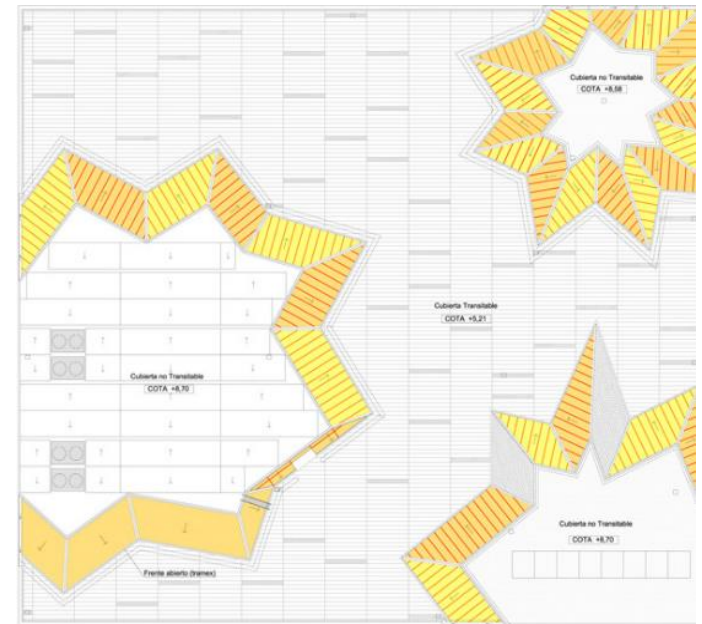 Cubierta no Transitable
COTA +8,58
Cubierta Transitable
COTA +5,21
Cubierta no Transitable
COTA +8,70
Cubierta no Transitable
COTA +8,70
Frente abierto (tramex)